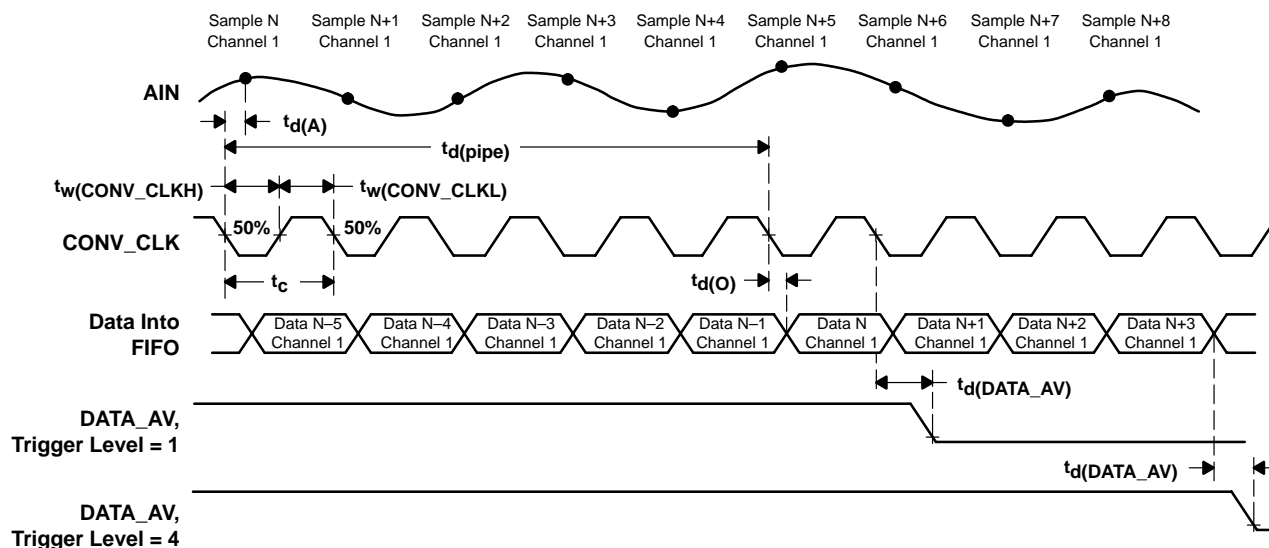 Sample N
Channel 1
Sample N+1
Channel 1
Sample N+2
Channel 1
Sample N+3
Channel 1
Sample N+4
Channel 1
Sample N+5
Channel 1
Sample N+6
Channel 1
Sample N+7
Channel 1
Sample N+8
Channel 1
AIN
td(A)
td(pipe)
tw(CONV_CLKH)
tw(CONV_CLKL)
CONV_CLK
50%
50%
tc
td(O)
Data Into
FIFO
Data N–5
Channel 1
Data N–4
Channel 1
Data N–3
Channel 1
Data N–2
Channel 1
Data N–1
Channel 1
Data N
Channel 1
Data N+1
Channel 1
Data N+2
Channel 1
Data N+3
Channel 1
td(DATA_AV)
DATA_AV,
Trigger Level = 1
td(DATA_AV)
DATA_AV,
Trigger Level = 4